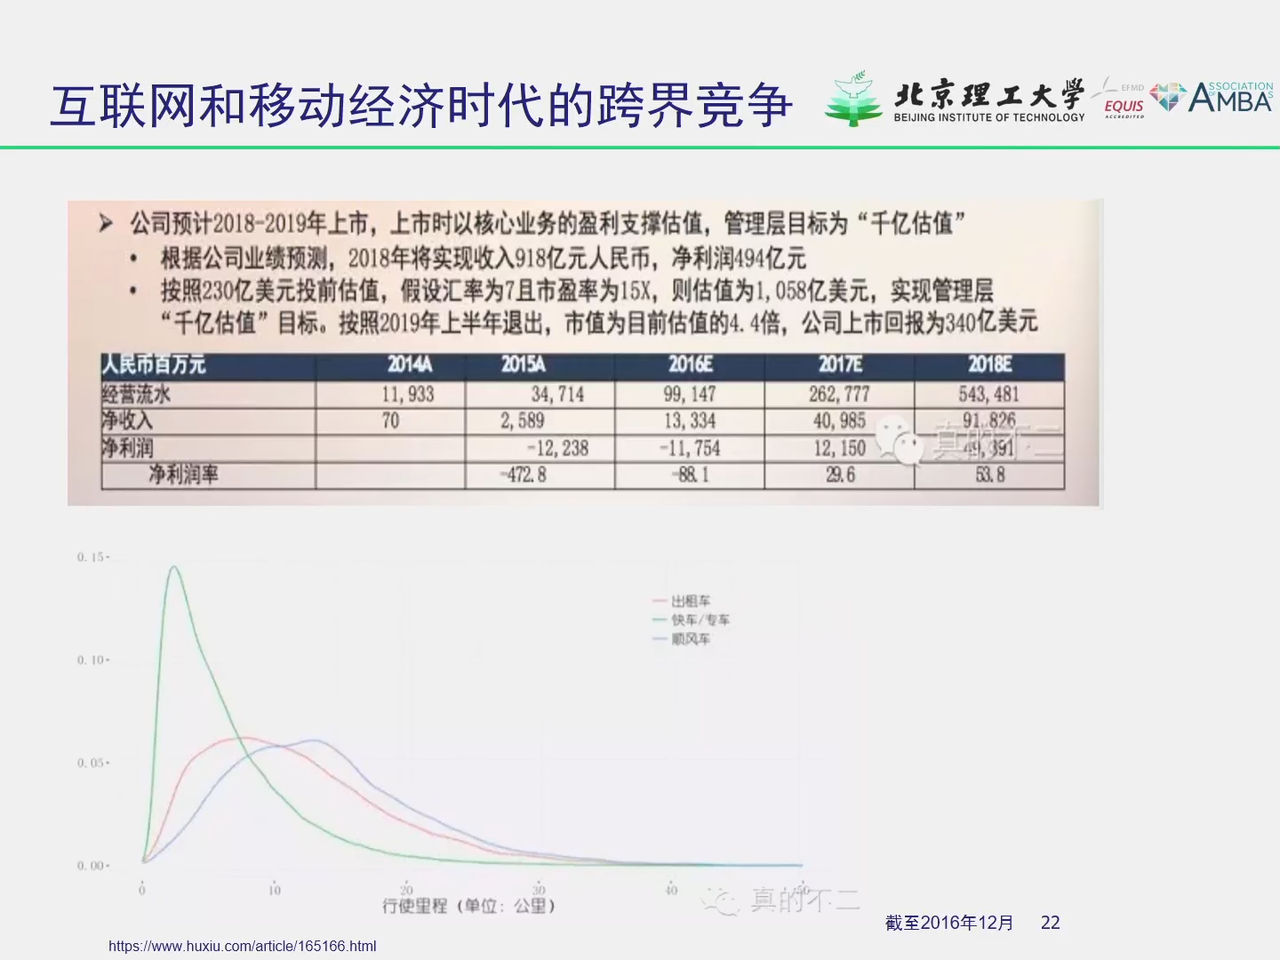 互联网和移动经济时代的跨界竞争
北京理工大学
BEIJING INSTITUTE OF TECHNOLOGY
EFMD
EQUIS
ACCREDITED
ASSOCIATION
OF
AMBAS
➢ 公司预计2018-2019年上市，上市时以核心业务的盈利支撑估值，管理层目标为“千亿估值”
• 根据公司业绩预测，2018年将实现收入918亿元人民币，净利润494亿元
• 按照230亿美元投前估值，假设汇率为7且市盈率为15X，则估值为1,058亿美元，实现管理层
“千亿估值”目标。按照2019年上半年退出，市值为目前估值的4.4倍，公司上市回报为340亿美元
人民币百万元 2014A 2015A 2016E 2017E 2018E
经营流水 11,933 34,714 99,147 262,777 543,481
净收入 70 2,589 13,334 40,985 91,826
净利润 -12,238 -11,754 12,150 49,391
净利润率 -472.8 -88.1 29.6 53.8
真的不二
0.15
0.10
0.05
0.00
出租车
快车/专车
顺风车
0 10 20 30 40 50
行使里程（单位：公里）
真的不二
截至2016年12月 22
https://www.huxiu.com/article/165166.html